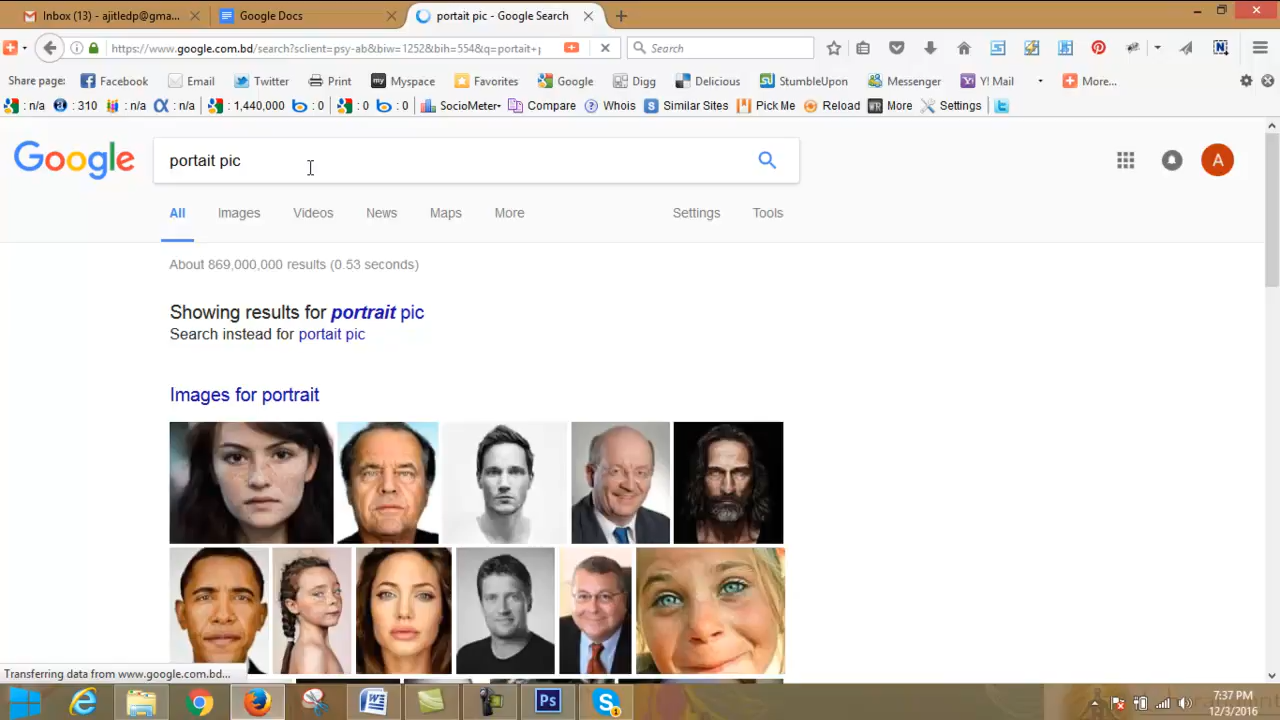 Inbox (13) - ajitledp@gma...
Google Docs
portait pic - Google Search
https://www.google.com.bd/search?sclient=psy-ab&biw=1252&bih=554&q=portait+
Search
Share page:
Facebook
Email
Twitter
Print
my Myspace
Favorites
Google
Digg
Delicious
StumbleUpon
Messenger
Y! Mail
More...
: n/a
: 310
: n/a
: n/a
: 1,440,000
: 0
: 0
: 0
SocioMeter
Compare
Whois
Similar Sites
Pick Me
Reload
More
Settings
Google
portait pic
A
All
Images
Videos
News
Maps
More
Settings
Tools
About 869,000,000 results (0.53 seconds)
Showing results for portrait pic
Search instead for portait pic
Images for portrait
Transferring data from www.google.com.bd...
Ps
7:37 PM
12/3/2016